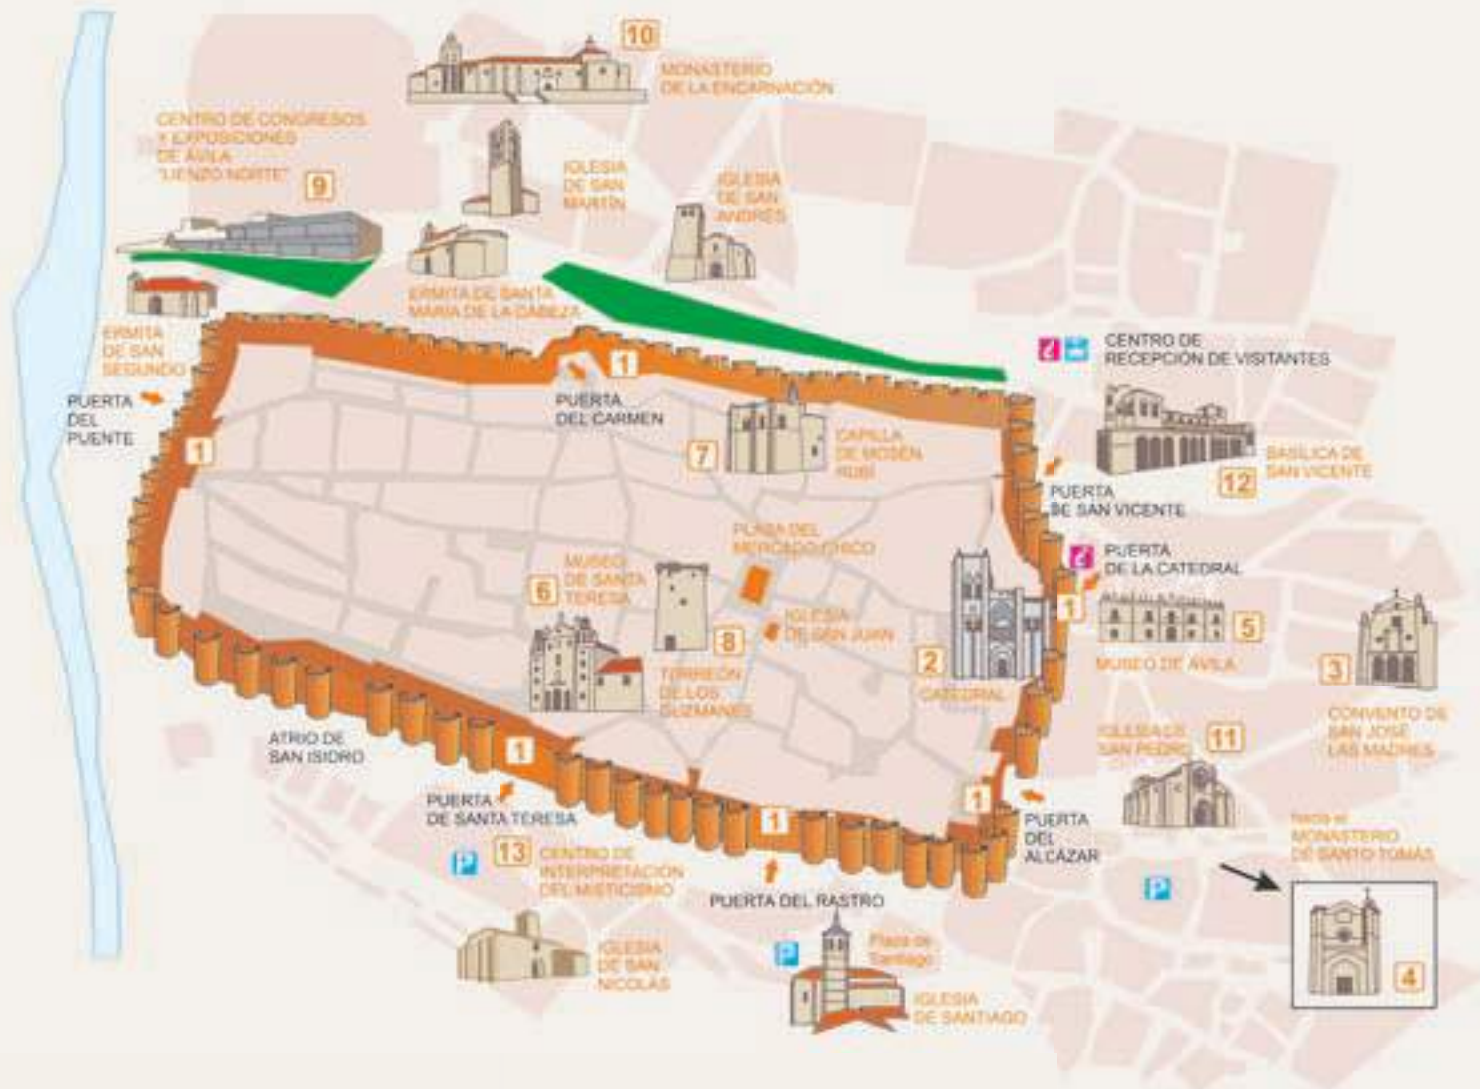 10
MONASTERIO
DE LA ENCARNACIÓN
CENTRO DE CONGRESOS
Y EXPOSICIONES
DE ÁVILA
"LIENZO NORTE"
9
IGLESIA
DE SAN
MARTÍN
IGLESIA
DE SAN
ANDRÉS
ERMITA DE SANTA
MARÍA DE LA CABEZA
ERMITA
DE SAN
SEGUNDO
PUERTA
DEL
PUENTE
1
1
PUERTA
DEL CARMEN
CENTRO DE
RECEPCIÓN DE VISITANTES
7
CAPILLA
DE MOSÉN
RUBÍ
BASÍLICA DE
SAN VICENTE
12
PUERTA
DE SAN VICENTE
PLAZA DEL
MERCADO CHICO
MUSEO
DE SANTA
TERESA
6
8
TORREÓN
DE LOS
GUZMANES
IGLESIA
DE SAN JUAN
2
CATEDRAL
PUERTA
DE LA CATEDRAL
1
5
MUSEO DE ÁVILA
3
CONVENTO DE
SAN JOSÉ
LAS MADRES
IGLESIA DE
SAN PEDRO
11
ATRIO DE
SAN ISIDRO
1
PUERTA
DE SANTA TERESA
1
1
PUERTA
DEL
ALCÁZAR
hacia el
MONASTERIO
DE SANTO TOMÁS
4
P
P
13
CENTRO DE
INTERPRETACIÓN
DEL MISTICISMO
PUERTA DEL RASTRO
IGLESIA
DE SAN
NICOLÁS
P
Plaza de
Santiago
IGLESIA
DE SANTIAGO